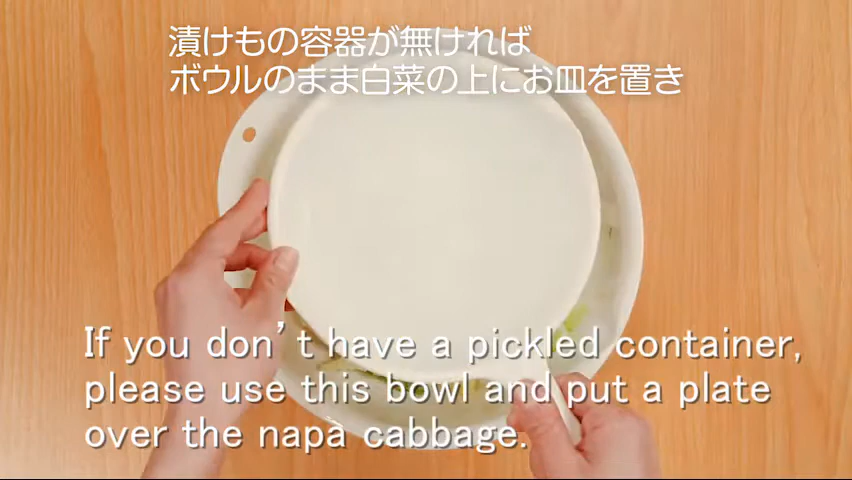 漬けもの容器が無ければ
ボウルのまま白菜の上にお皿を置き
If you don't have a pickled container,
please use this bowl and put a plate
over the napa cabbage.